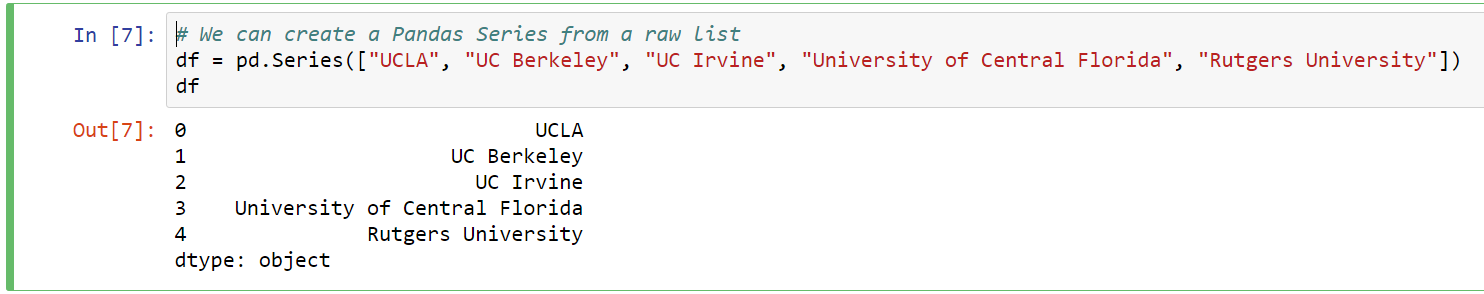 In [7]: # We can create a Pandas Series from a raw list
df = pd.Series(["UCLA", "UC Berkeley", "UC Irvine", "University of Central Florida", "Rutgers University"])
df
Out[7]: 0 UCLA
1 UC Berkeley
2 UC Irvine
3 University of Central Florida
4 Rutgers University
dtype: object